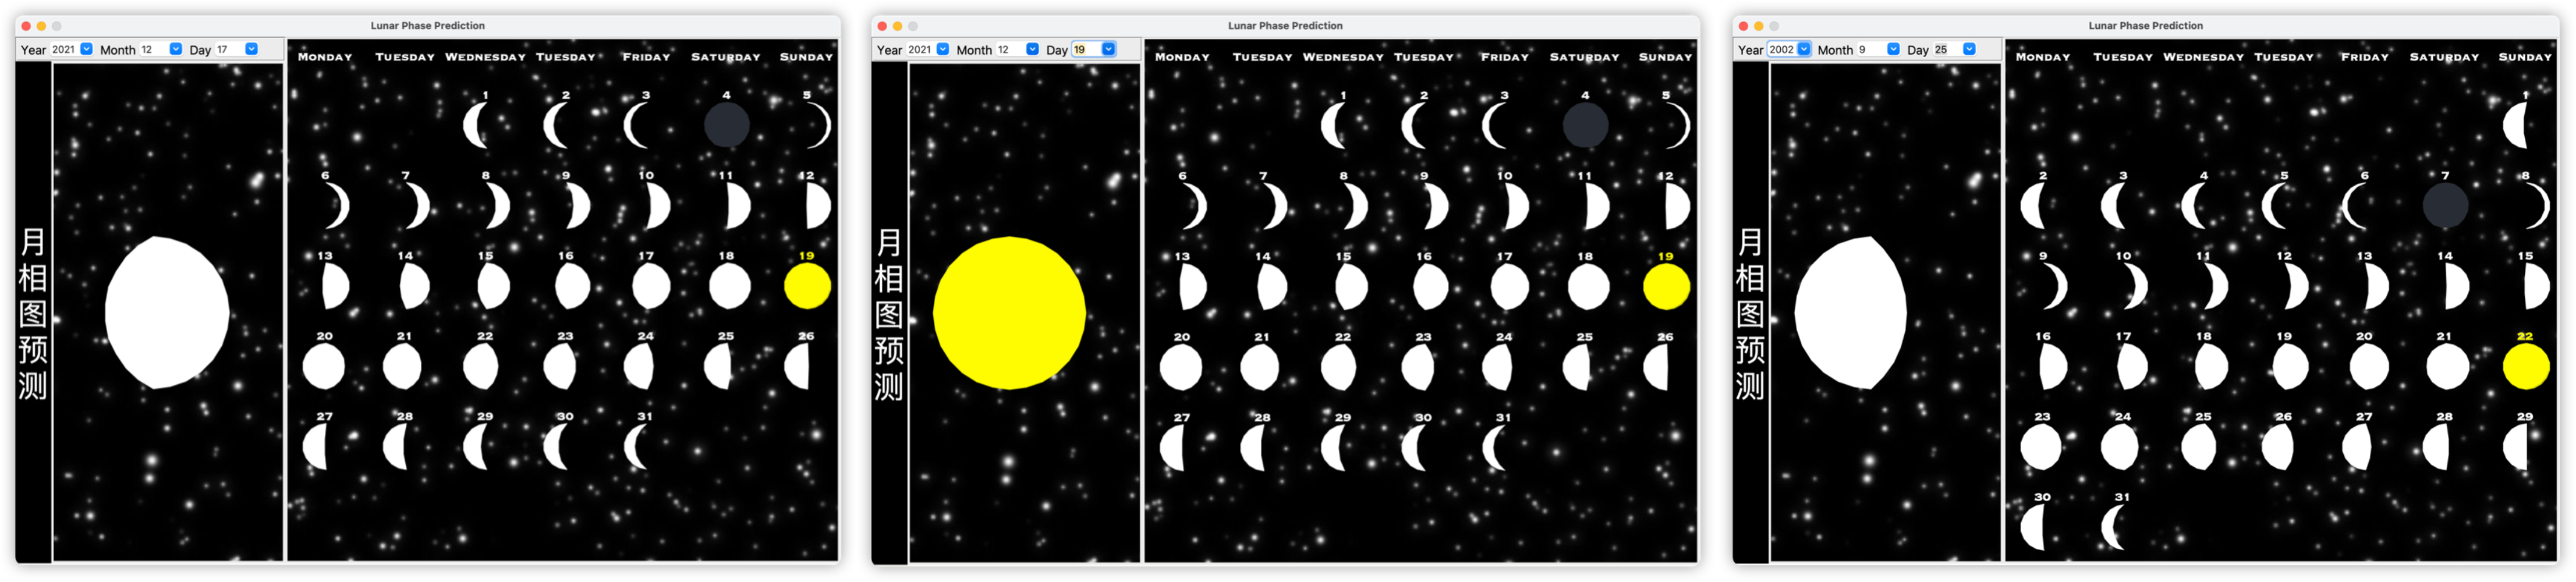 Lunar Phase Prediction
Year 2021 Month 12 Day 17
月相图预测
MONDAY TUESDAY WEDNESDAY TUESDAY FRIDAY SATURDAY SUNDAY
1 2 3 4 5
6 7 8 9 10 11 12
13 14 15 16 17 18 19
20 21 22 23 24 25 26
27 28 29 30 31
Lunar Phase Prediction
Year 2021 Month 12 Day 19
月相图预测
MONDAY TUESDAY WEDNESDAY TUESDAY FRIDAY SATURDAY SUNDAY
1 2 3 4 5
6 7 8 9 10 11 12
13 14 15 16 17 18 19
20 21 22 23 24 25 26
27 28 29 30 31
Lunar Phase Prediction
Year 2002 Month 9 Day 25
月相图预测
MONDAY TUESDAY WEDNESDAY TUESDAY FRIDAY SATURDAY SUNDAY
1
2 3 4 5 6 7 8
9 10 11 12 13 14 15
16 17 18 19 20 21 22
23 24 25 26 27 28 29
30 31